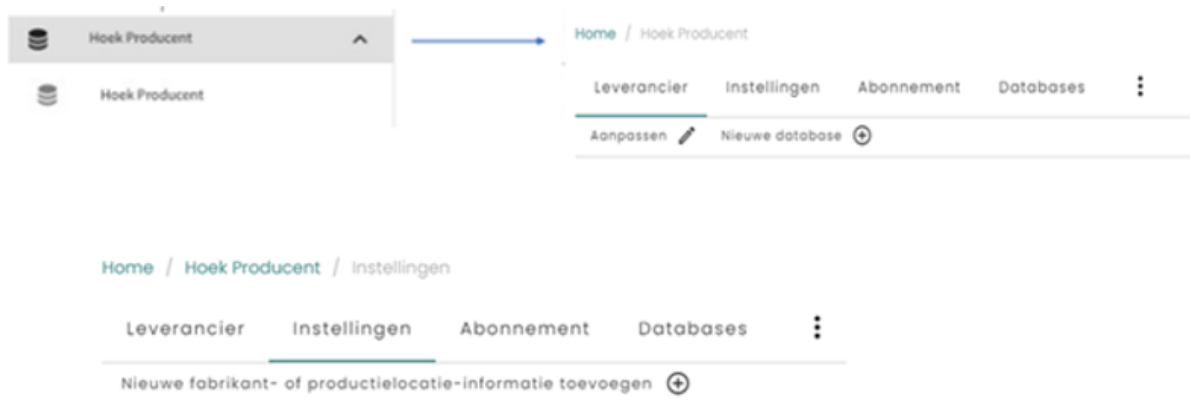 Hoek Producent
Hoek Producent
Home / Hoek Producent
Leverancier Instellingen Abonnement Databases
Aanpassen Nieuwe database
Home / Hoek Producent / Instellingen
Leverancier Instellingen Abonnement Databases
Nieuwe fabrikant- of productielocatie-informatie toevoegen